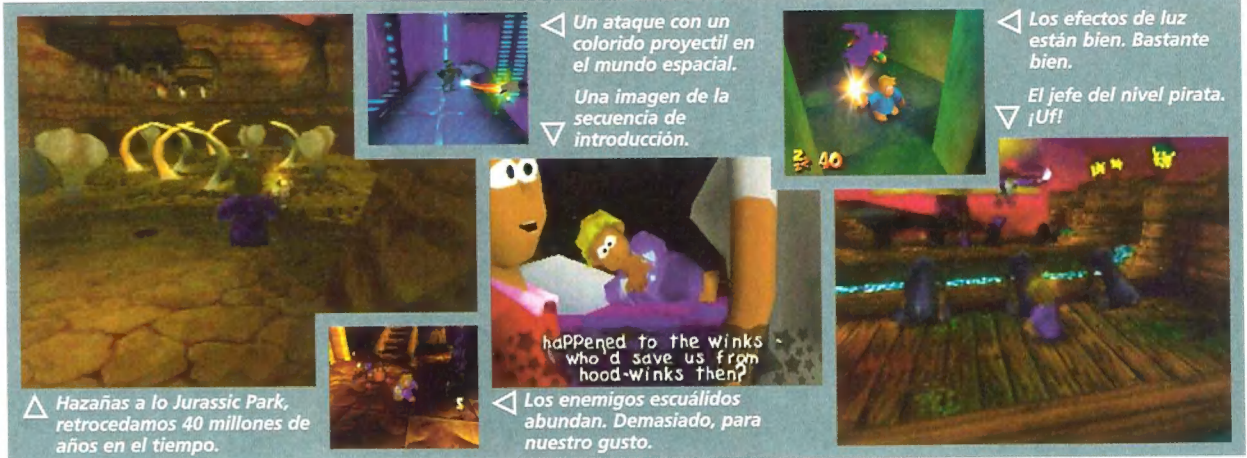 Un ataque con un
colorido proyectil en
el mundo espacial.
Una imagen de la
secuencia de
introducción.
Los efectos de luz
están bien. Bastante
bien.
El jefe del nivel pirata.
¡Uf!
40
haPPened to the winks -
who'd save us from
hood-winks then?
Hazañas a lo Jurassic Park,
retrocedamos 40 millones de
años en el tiempo.
Los enemigos escuálidos
abundan. Demasiado, para
nuestro gusto.